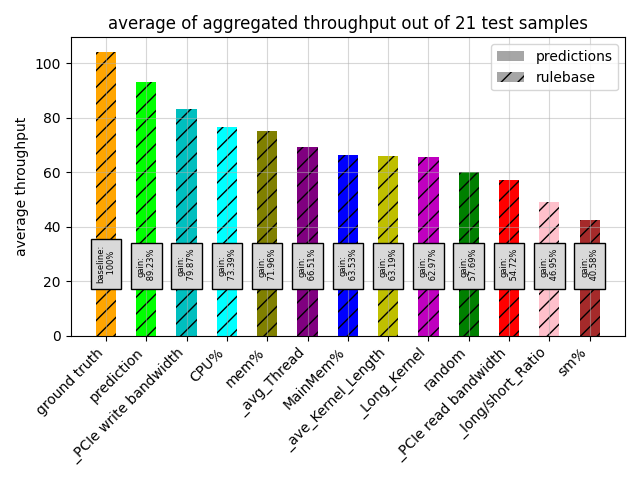 average of aggregated throughput out of 21 test samples
predictions
rulebase
average throughput
100
80
60
40
20
0
baseline:
100%
gain:
89.23%
gain:
79.87%
gain:
73.39%
gain:
71.96%
gain:
66.51%
gain:
63.53%
gain:
63.19%
gain:
62.97%
gain:
57.69%
gain:
54.72%
gain:
46.95%
gain:
40.58%
ground truth
prediction
_PCIe write bandwidth
CPU%
mem%
_avg_Thread
MainMem%
_ave_Kernel_Length
_Long_Kernel
random
_PCIe read bandwidth
_long/short_Ratio
sm%